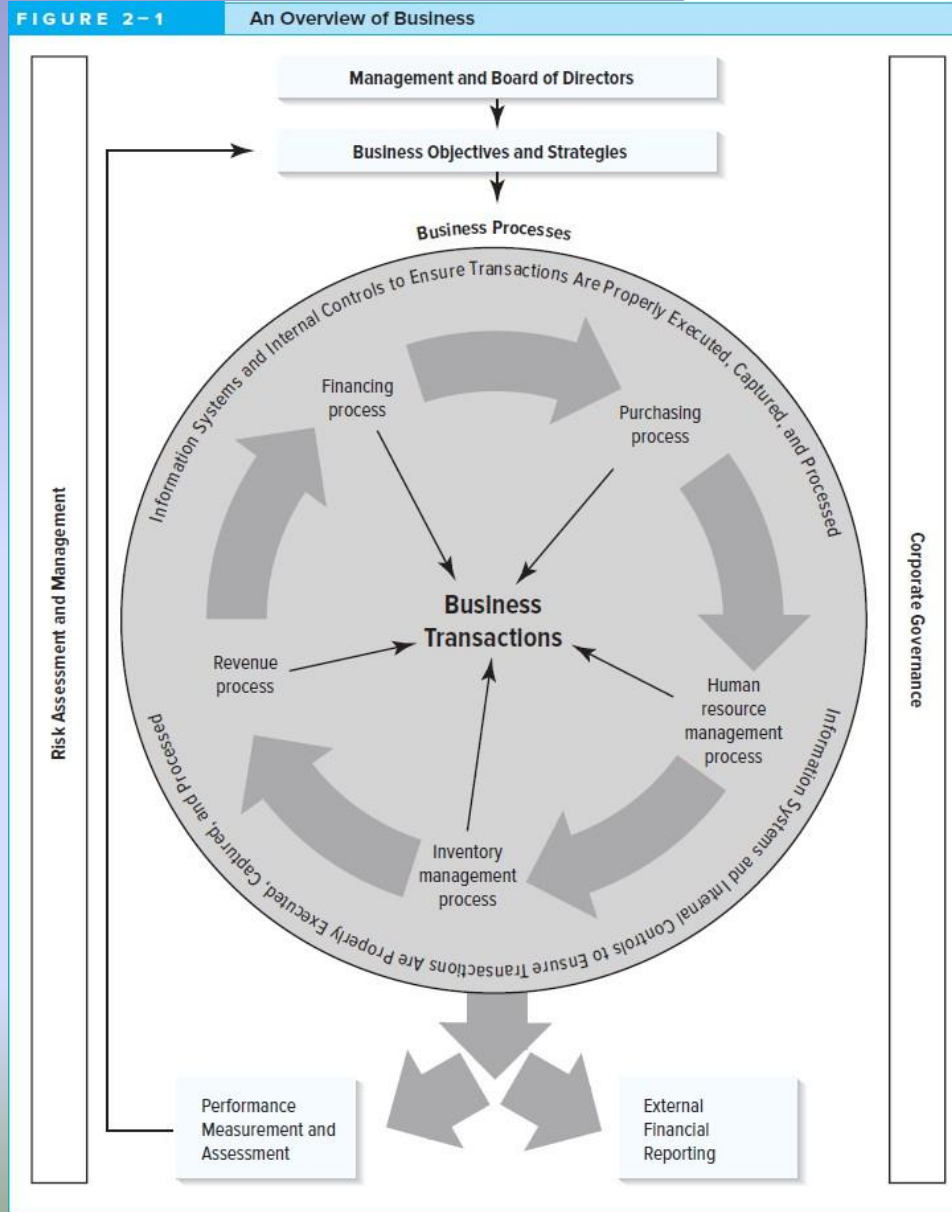 FIGURE 2–1
An Overview of Business
Management and Board of Directors
Business Objectives and Strategies
Business Processes
Information Systems and Internal Controls to Ensure Transactions Are Properly Executed, Captured, and Processed
Financing
process
Purchasing
process
Business
Transactions
Revenue
process
Human
resource
management
process
Inventory
management
process
Information Systems and Internal Controls to Ensure Transactions Are Properly Executed, Captured, and Processed
Risk Assessment and Management
Corporate Governance
Performance
Measurement and
Assessment
External
Financial
Reporting